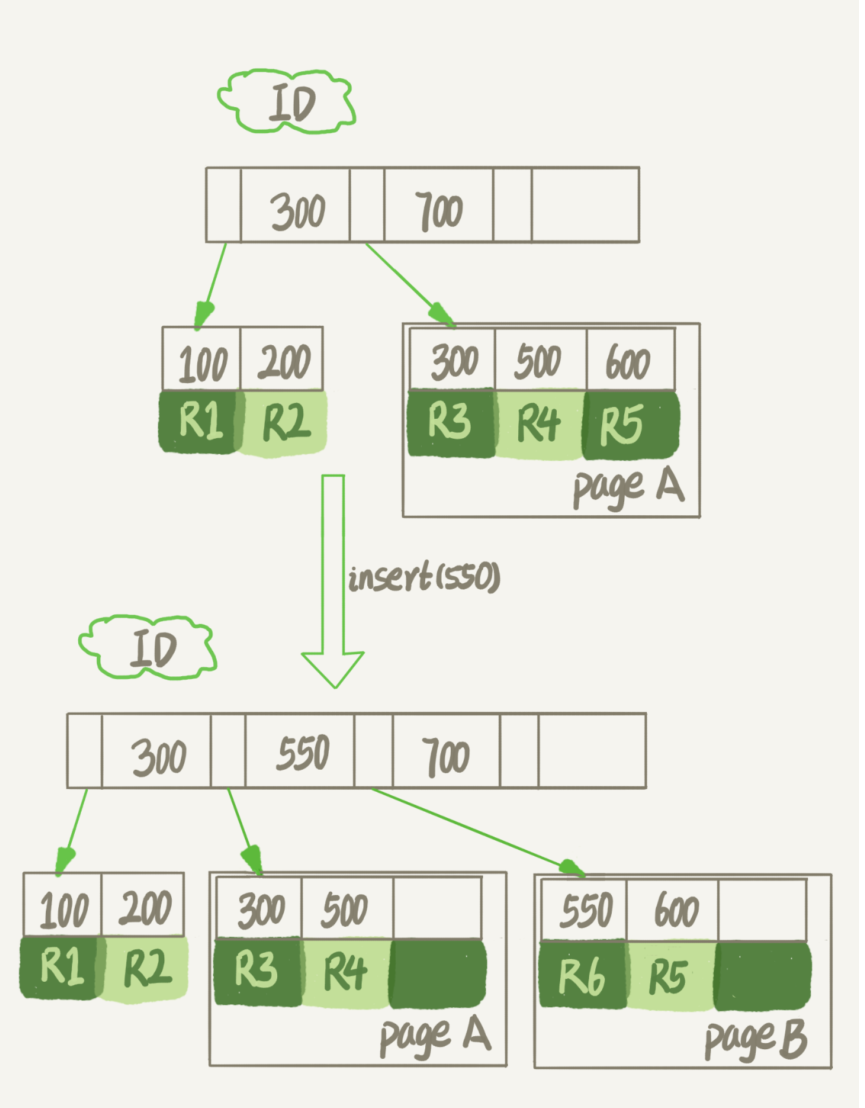 ID
300 700
100 200
R1 R2
300 500 600
R3 R4 R5
page A
insert(550)
ID
300 550 700
100 200
R1 R2
300 500
R3 R4
page A
550 600
R6 R5
page B